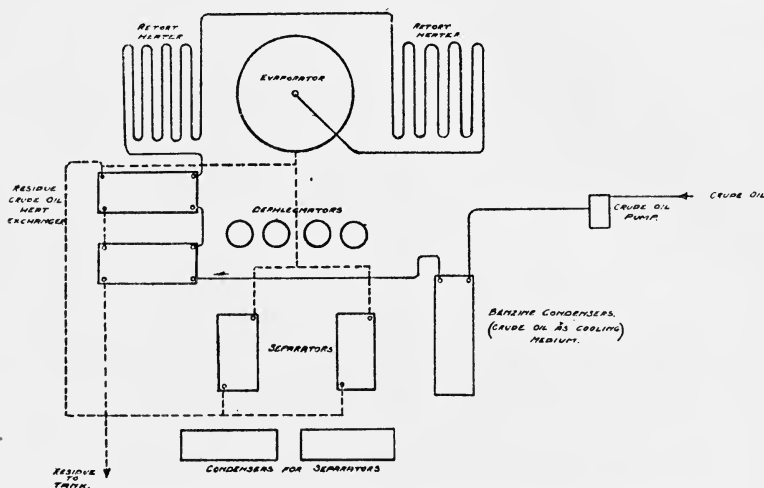 RETORT
HEATER
RETORT
HEATER
EVAPORATOR
RESIDUE
CRUDE OIL
HEAT
EXCHANGER
DEPHLEGMATORS
CRUDE OIL
CRUDE OIL
PUMP.
BENZINE CONDENSERS.
(CRUDE OIL AS COOLING)
MEDIUM.
SEPARATORS
CONDENSERS FOR SEPARATORS
RESIDUE
TO
TANK.